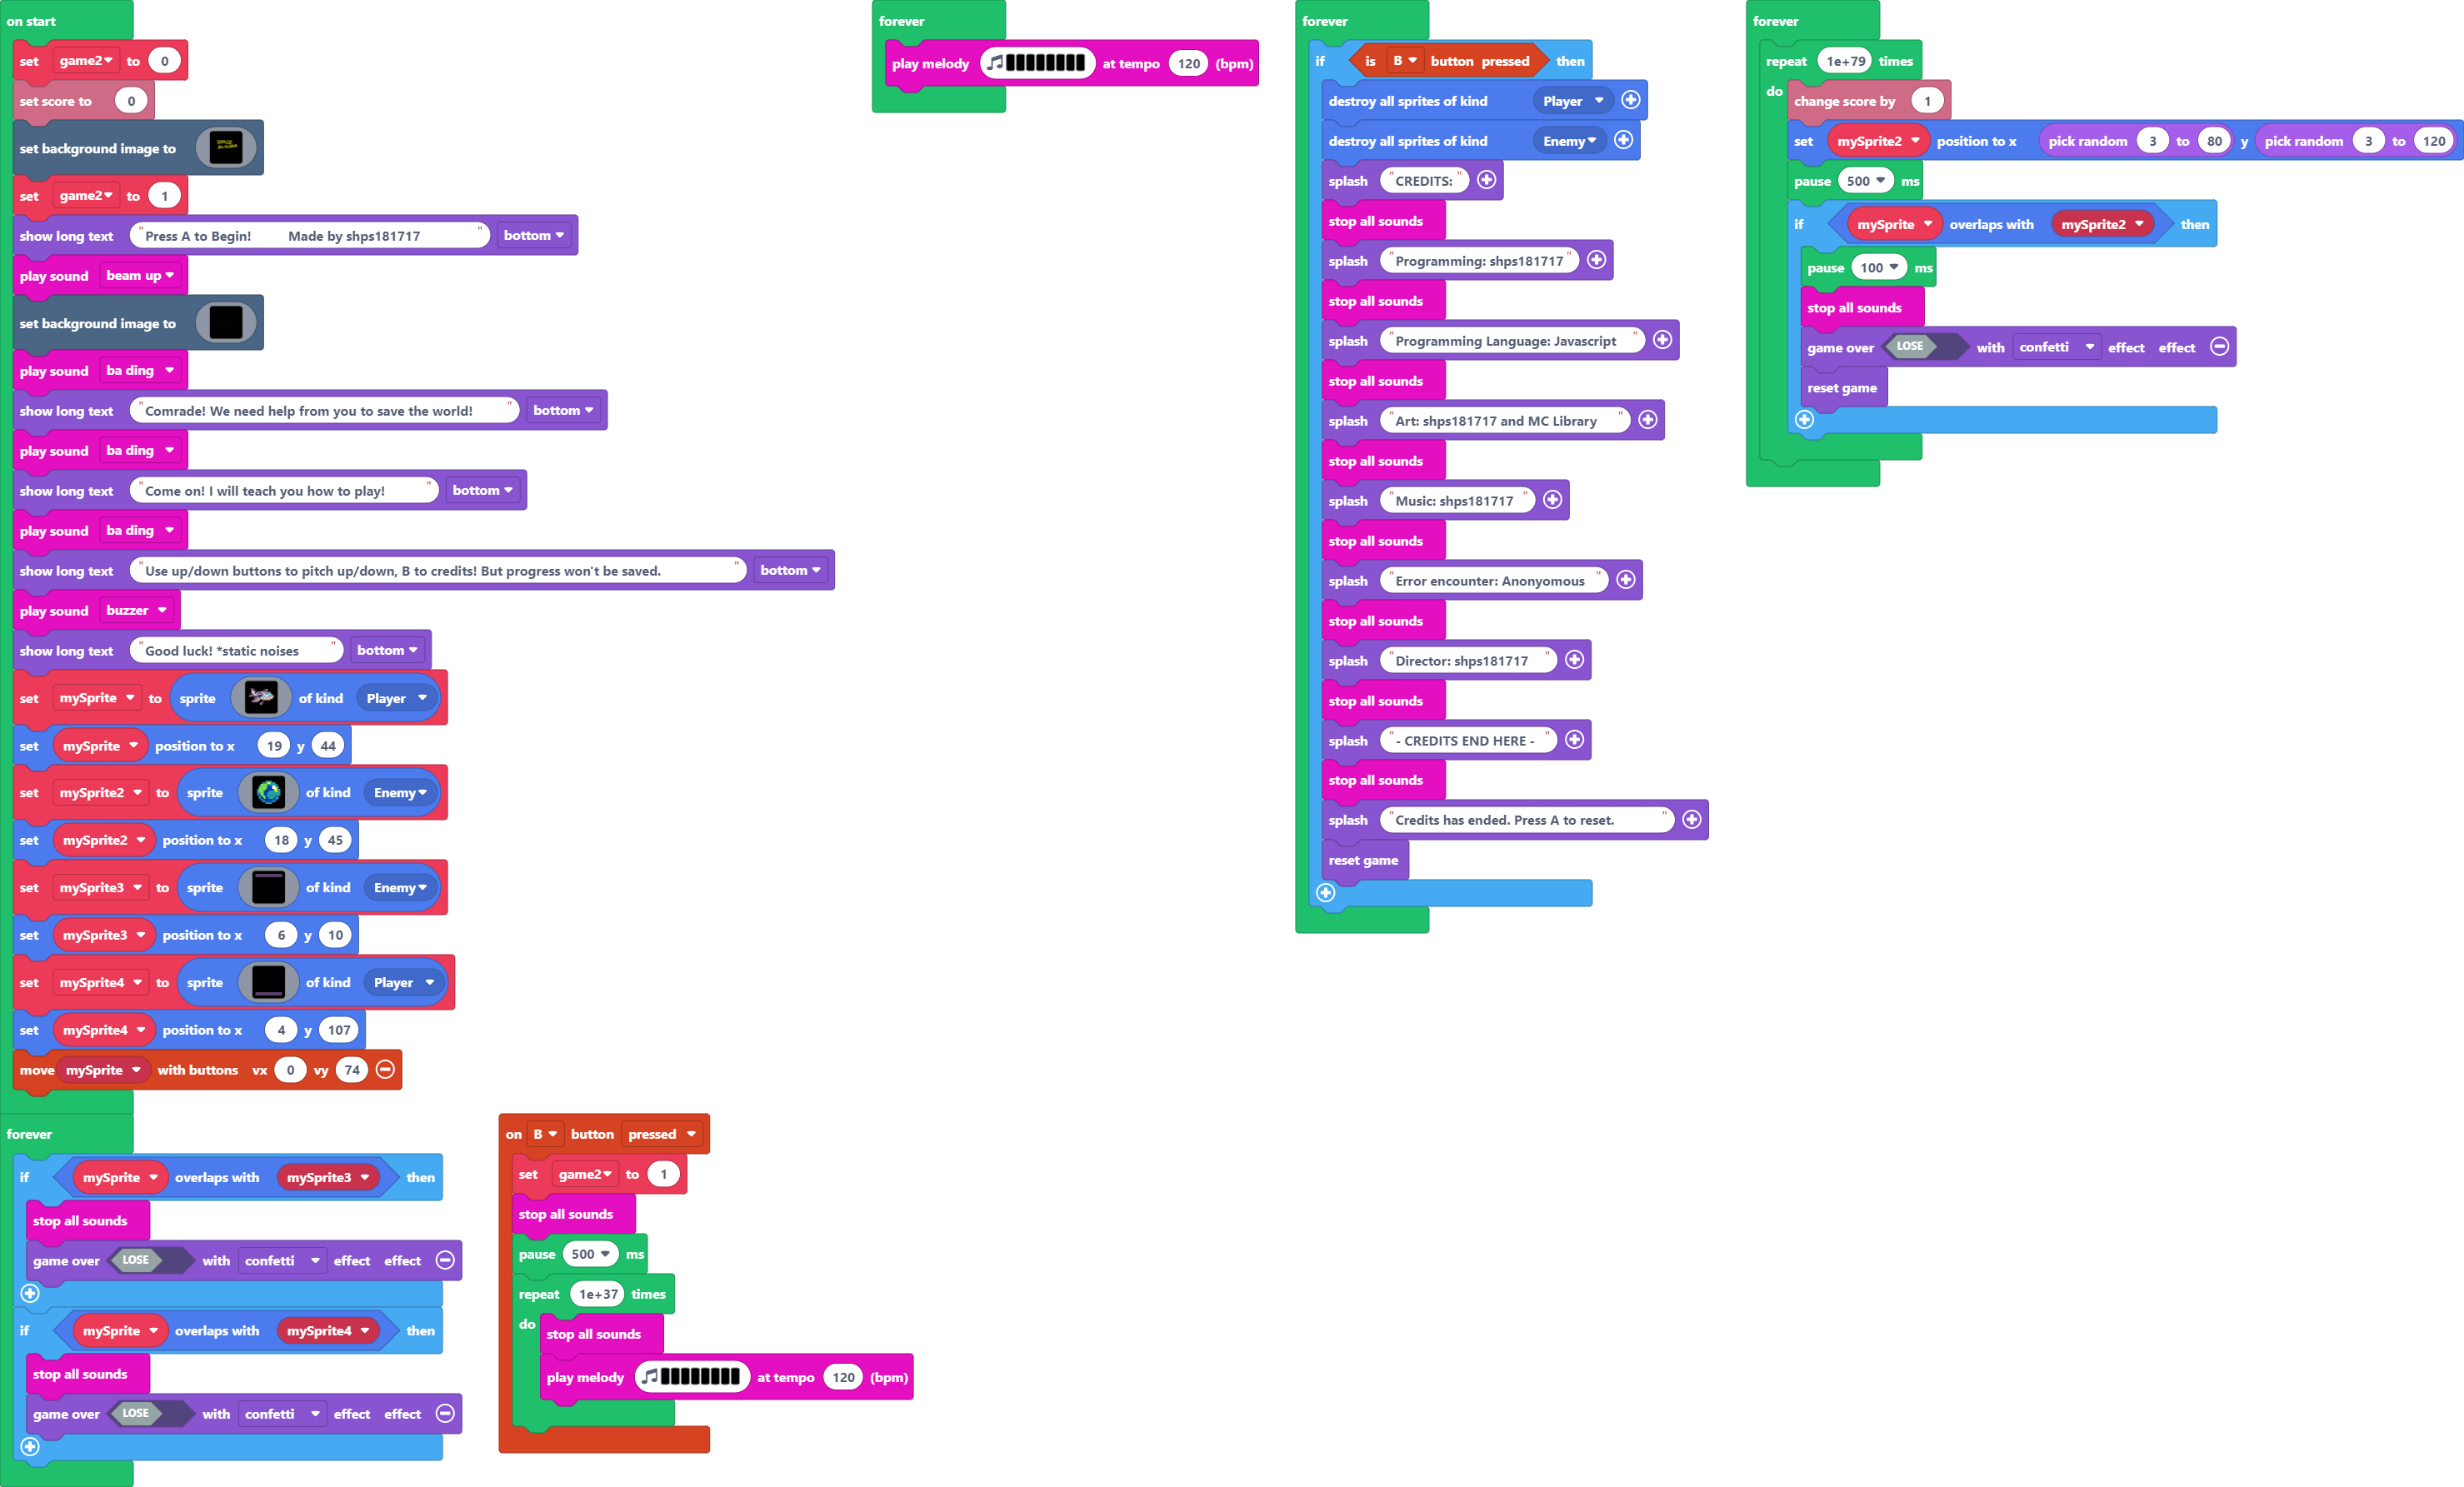 on start
set game2 to 0
set score to 0
set background image to
set game2 to 1
show long text "Press A to Begin! Made by shps181717 " bottom
play sound beam up
set background image to
play sound ba ding
show long text "Comrade! We need help from you to save the world! " bottom
play sound ba ding
show long text "Come on! I will teach you how to play! " bottom
play sound ba ding
show long text "Use up/down buttons to pitch up/down, B to credits! But progress won't be saved. " bottom
play sound buzzer
show long text "Good luck! *static noises " bottom
set mySprite to sprite of kind Player
set mySprite position to x 19 y 44
set mySprite2 to sprite of kind Enemy
set mySprite2 position to x 18 y 45
set mySprite3 to sprite of kind Enemy
set mySprite3 position to x 6 y 10
set mySprite4 to sprite of kind Player
set mySprite4 position to x 4 y 107
move mySprite with buttons vx 0 vy 74
forever
play melody at tempo 120 (bpm)
forever
if is B button pressed then
destroy all sprites of kind Player
destroy all sprites of kind Enemy
splash "CREDITS: "
stop all sounds
splash "Programming: shps181717 "
stop all sounds
splash "Programming Language: Javascript "
stop all sounds
splash "Art: shps181717 and MC Library "
stop all sounds
splash "Music: shps181717 "
stop all sounds
splash "Error encounter: Anonyomous "
stop all sounds
splash "Director: shps181717 "
stop all sounds
splash "- CREDITS END HERE - "
stop all sounds
splash "Credits has ended. Press A to reset. "
reset game
forever
repeat 1e+79 times
do
change score by 1
set mySprite2 position to x pick random 3 to 80 y pick random 3 to 120
pause 500 ms
if mySprite overlaps with mySprite2 then
pause 100 ms
stop all sounds
game over LOSE with confetti effect effect
reset game
forever
if mySprite overlaps with mySprite3 then
stop all sounds
game over LOSE with confetti effect effect
if mySprite overlaps with mySprite4 then
stop all sounds
game over LOSE with confetti effect effect
on B button pressed
set game2 to 1
stop all sounds
pause 500 ms
repeat 1e+37 times
do
stop all sounds
play melody at tempo 120 (bpm)